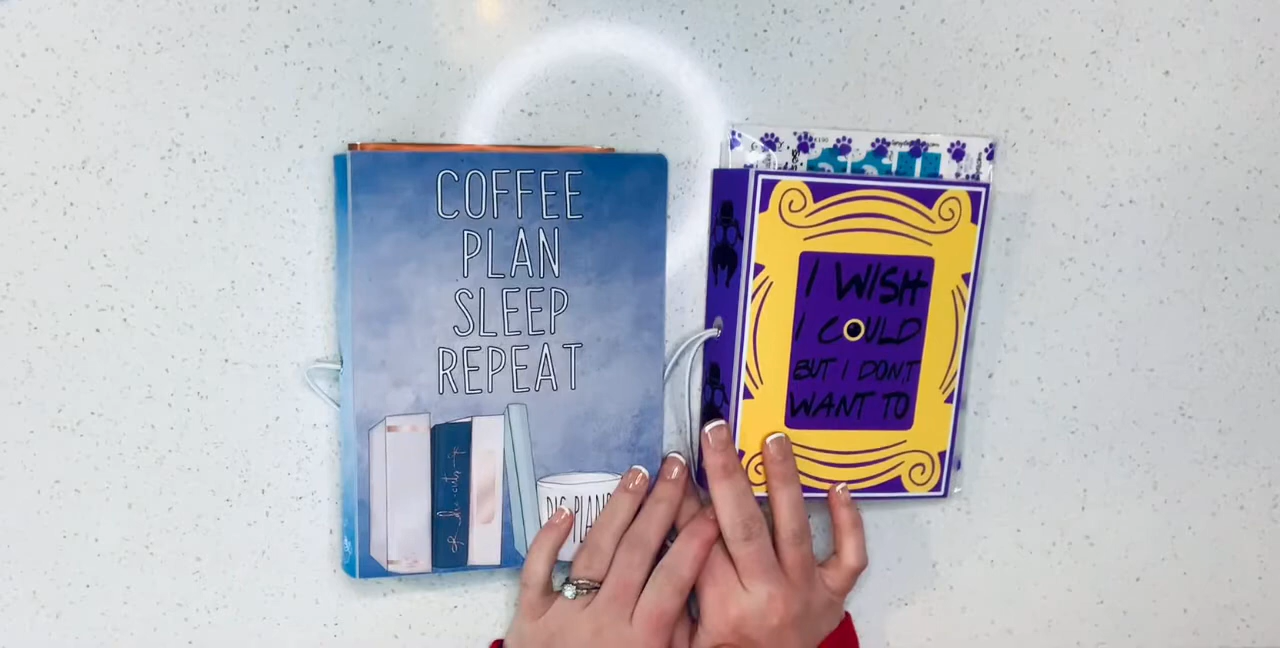 COFFEE
PLAN
SLEEP
REPEAT
I WISH
I COULD
BUT I DON'T
WANT TO